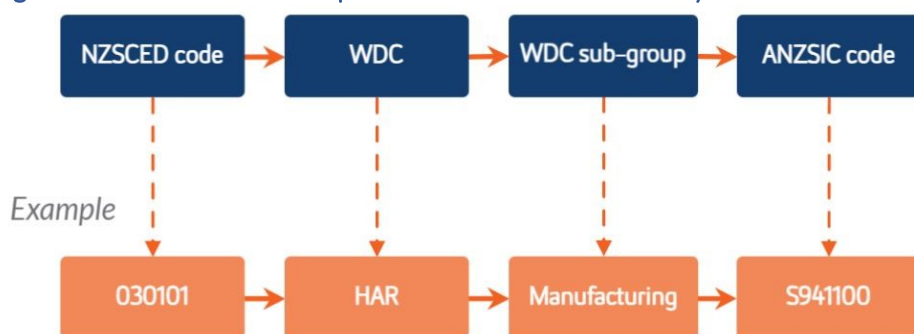 NZSCED code
WDC
WDC sub-group
ANZSIC code
Example
030101
HAR
Manufacturing
S941100